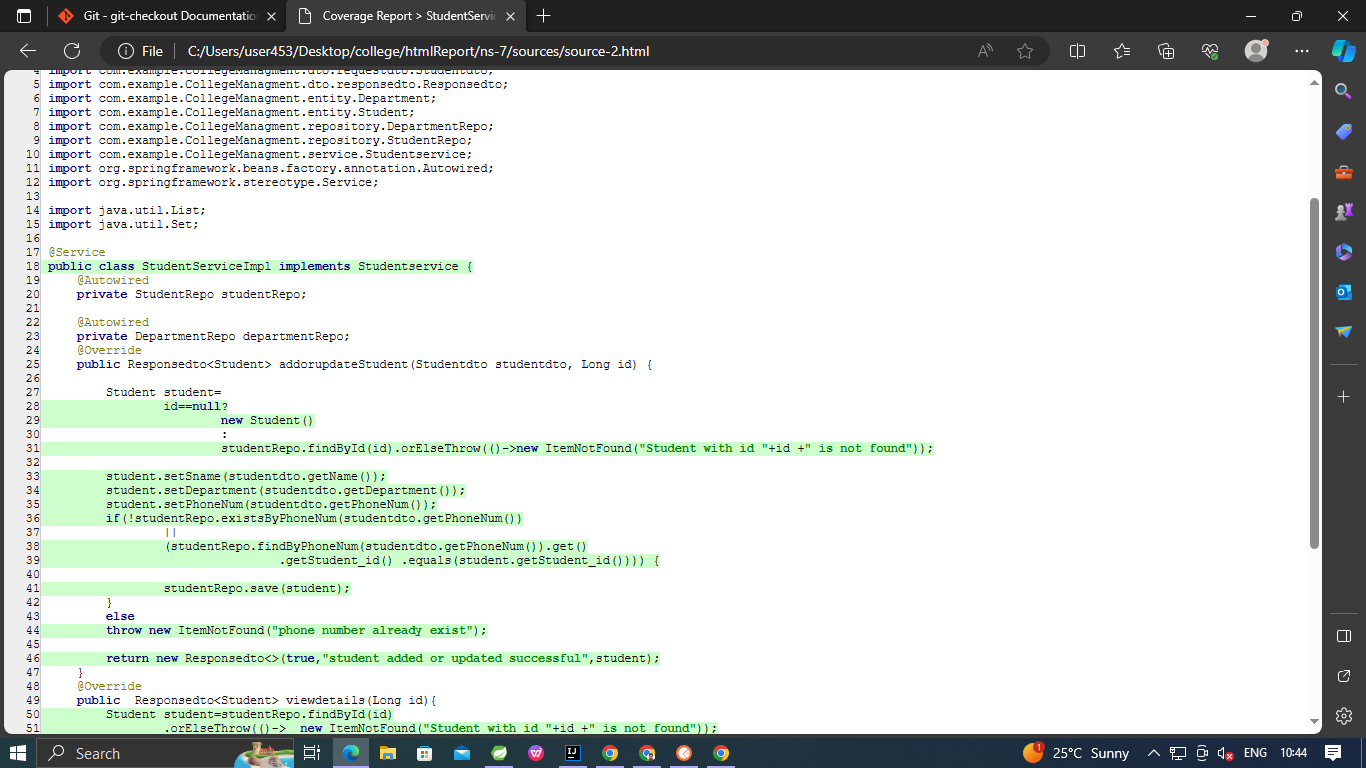 Git - git-checkout Documentation
Coverage Report > StudentServic
File
C:/Users/user453/Desktop/college/htmlReport/ns-7/sources/source-2.html
4 import com.example.CollegeManagment.dto.requestdto.Studentdto;
5 import com.example.CollegeManagment.dto.responsedto.Responsedto;
6 import com.example.CollegeManagment.entity.Department;
7 import com.example.CollegeManagment.entity.Student;
8 import com.example.CollegeManagment.repository.DepartmentRepo;
9 import com.example.CollegeManagment.repository.StudentRepo;
10 import com.example.CollegeManagment.service.Studentservice;
11 import org.springframework.beans.factory.annotation.Autowired;
12 import org.springframework.stereotype.Service;
13
14 import java.util.List;
15 import java.util.Set;
16
17 @Service
18 public class StudentServiceImpl implements Studentservice {
19 @Autowired
20 private StudentRepo studentRepo;
21
22 @Autowired
23 private DepartmentRepo departmentRepo;
24 @Override
25 public Responsedto<Student> addorupdateStudent(Studentdto studentdto, Long id) {
26
27 Student student=
28 id==null?
29 new Student()
30 :
31 studentRepo.findById(id).orElseThrow(()->new ItemNotFound("Student with id "+id +" is not found"));
32
33 student.setSname(studentdto.getName());
34 student.setDepartment(studentdto.getDepartment());
35 student.setPhoneNum(studentdto.getPhoneNum());
36 if(!studentRepo.existsByPhoneNum(studentdto.getPhoneNum())
37 ||
38 (studentRepo.findByPhoneNum(studentdto.getPhoneNum()).get()
39 .getStudent_id() .equals(student.getStudent_id()))) {
40
41 studentRepo.save(student);
42 }
43 else
44 throw new ItemNotFound("phone number already exist");
45
46 return new Responsedto<>(true,"student added or updated successful",student);
47 }
48 @Override
49 public Responsedto<Student> viewdetails(Long id){
50 Student student=studentRepo.findById(id)
51 .orElseThrow(()-> new ItemNotFound("Student with id "+id +" is not found"));
Search
1
25°C Sunny
ENG
10:44